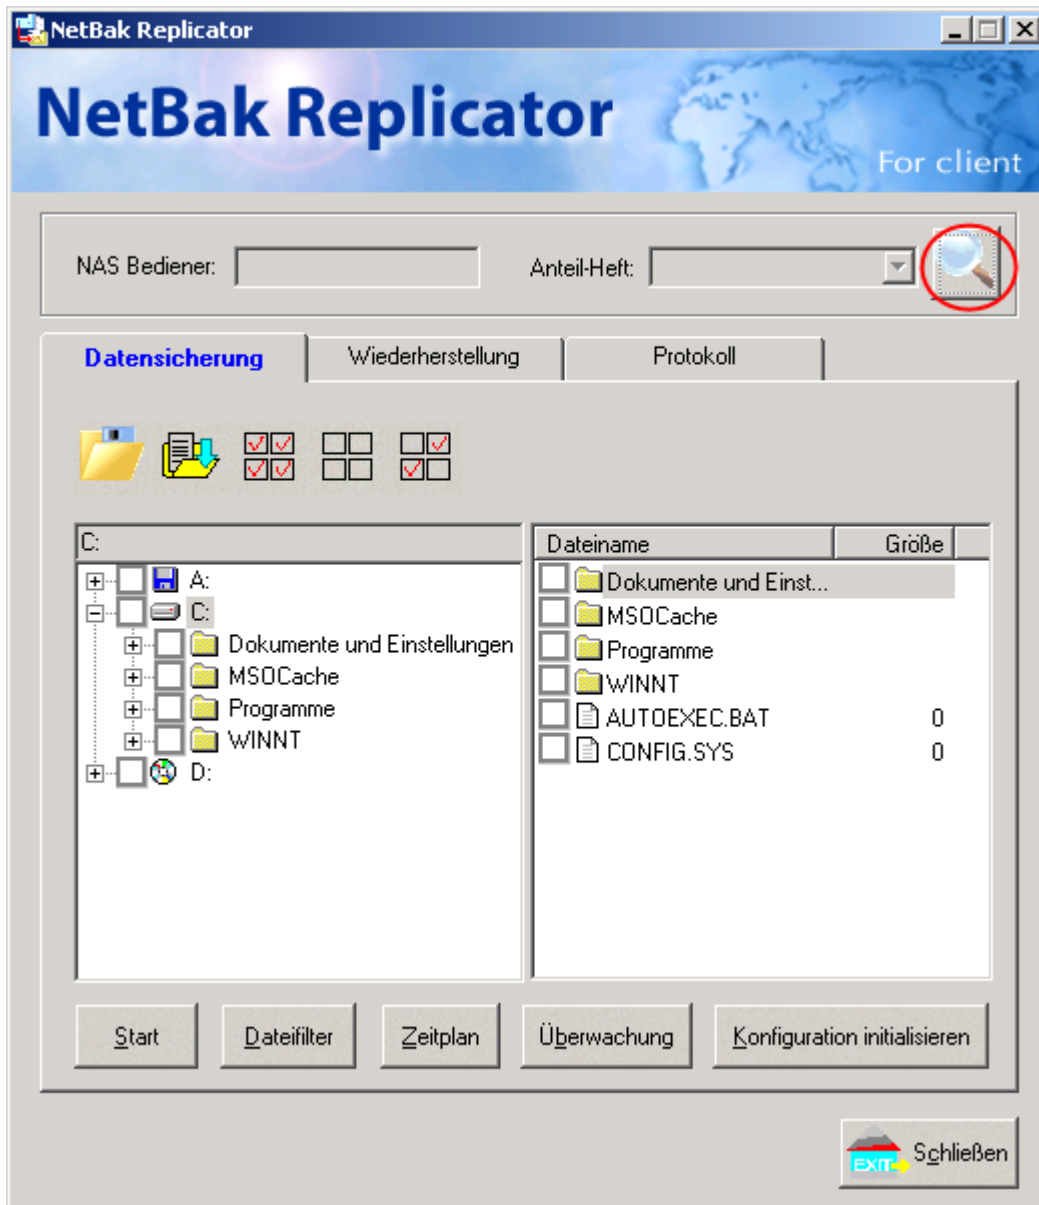 NetBak Replicator
NetBak Replicator
For client
NAS Bediener:
Anteil-Heft:
Datensicherung
Wiederherstellung
Protokoll
C:
A:
C:
Dokumente und Einstellungen
MSOCache
Programme
WINNT
D:
Dateiname Größe
Dokumente und Einst...
MSOCache
Programme
WINNT
AUTOEXEC.BAT 0
CONFIG.SYS 0
Start
Dateifilter
Zeitplan
Überwachung
Konfiguration initialisieren
EXIT
Schließen